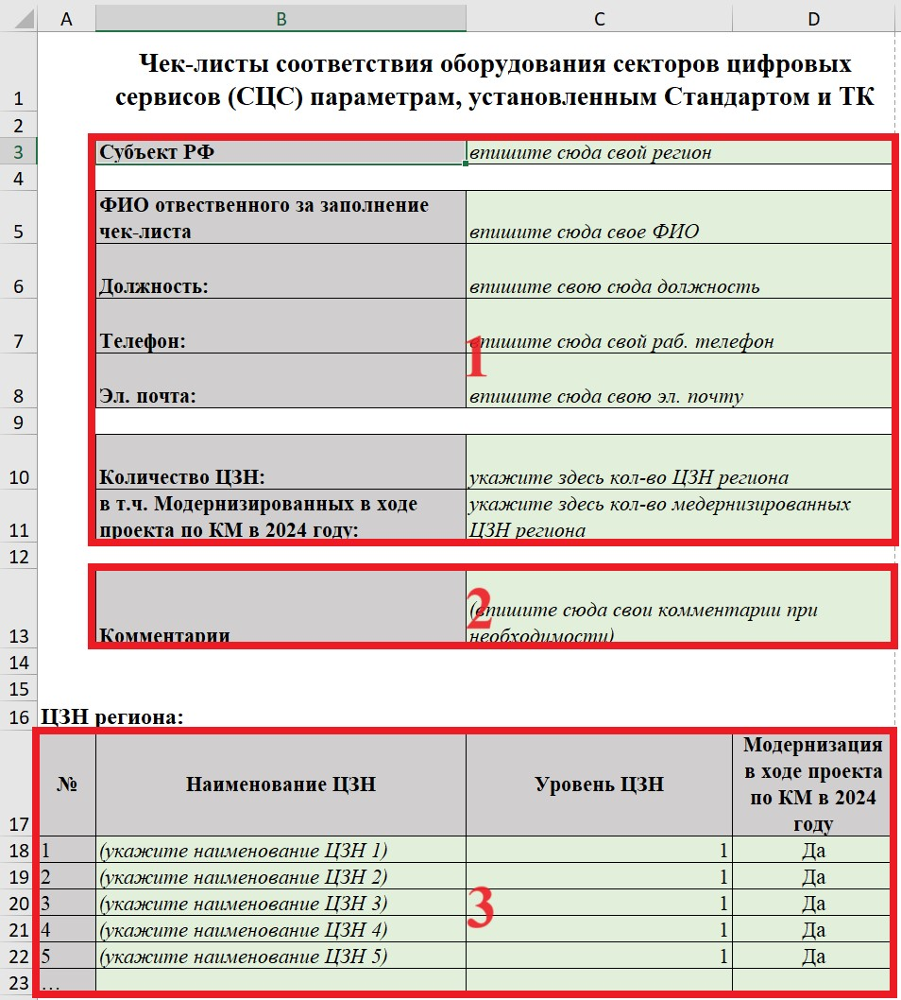 A B C D
1 Чек-листы соответствия оборудования секторов цифровых
сервисов (СЦС) параметрам, установленным Стандартом и ТК
2
3 Субъект РФ впишите сюда свой регион
4
ФИО отвественного за заполнение
5 чек-листа впишите сюда свое ФИО
6 Должность: впишите свою сюда должность
7 Телефон: впишите сюда свой раб. телефон
1
8 Эл. почта: впишите сюда свою эл. почту
9
10 Количество ЦЗН: укажите здесь кол-во ЦЗН региона
в т.ч. Модернизированных в ходе укажите здесь кол-во медернизированных
11 проекта по КМ в 2024 году: ЦЗН региона
12
2
(впишите сюда свои комментарии при
13 Комментарии необходимости)
14
15
16 ЦЗН региона:
17 № Наименование ЦЗН Уровень ЦЗН Модернизация
в ходе проекта
по КМ в 2024
году
18 1 (укажите наименование ЦЗН 1) 1 Да
19 2 (укажите наименование ЦЗН 2) 1 Да
20 3 (укажите наименование ЦЗН 3) 1 Да
3
21 4 (укажите наименование ЦЗН 4) 1 Да
22 5 (укажите наименование ЦЗН 5) 1 Да
23 ...